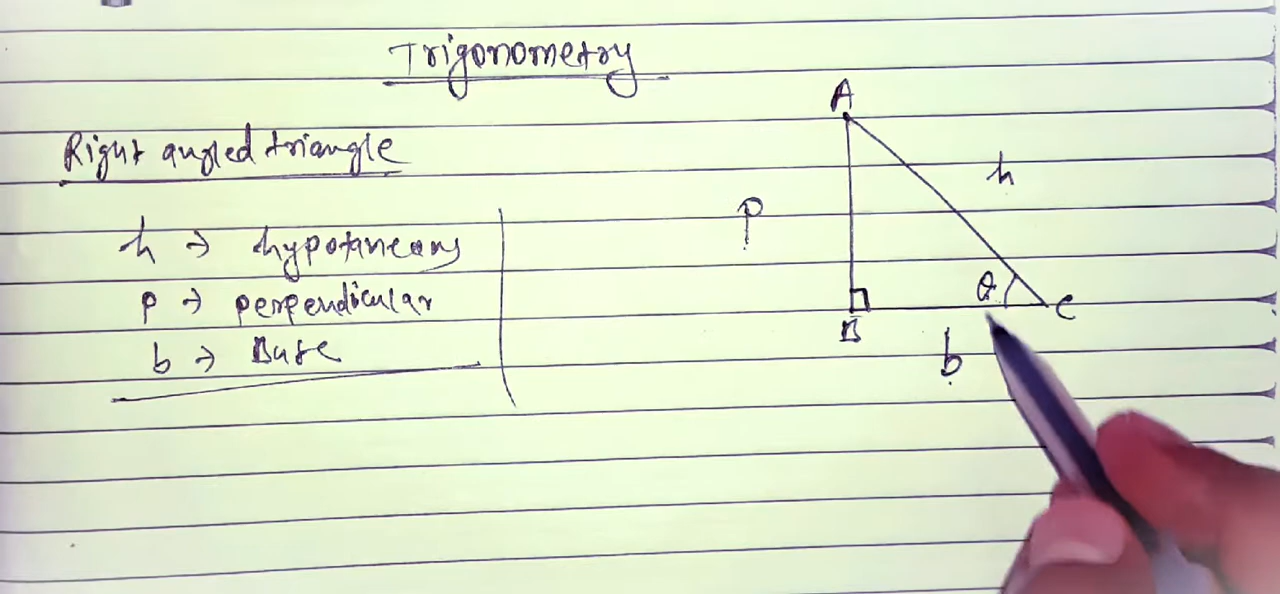 Trigonometry
Right angled triangle
h → hypotaneous
p → perpendicular
b → Base
A
h
p
θ
B
C
b